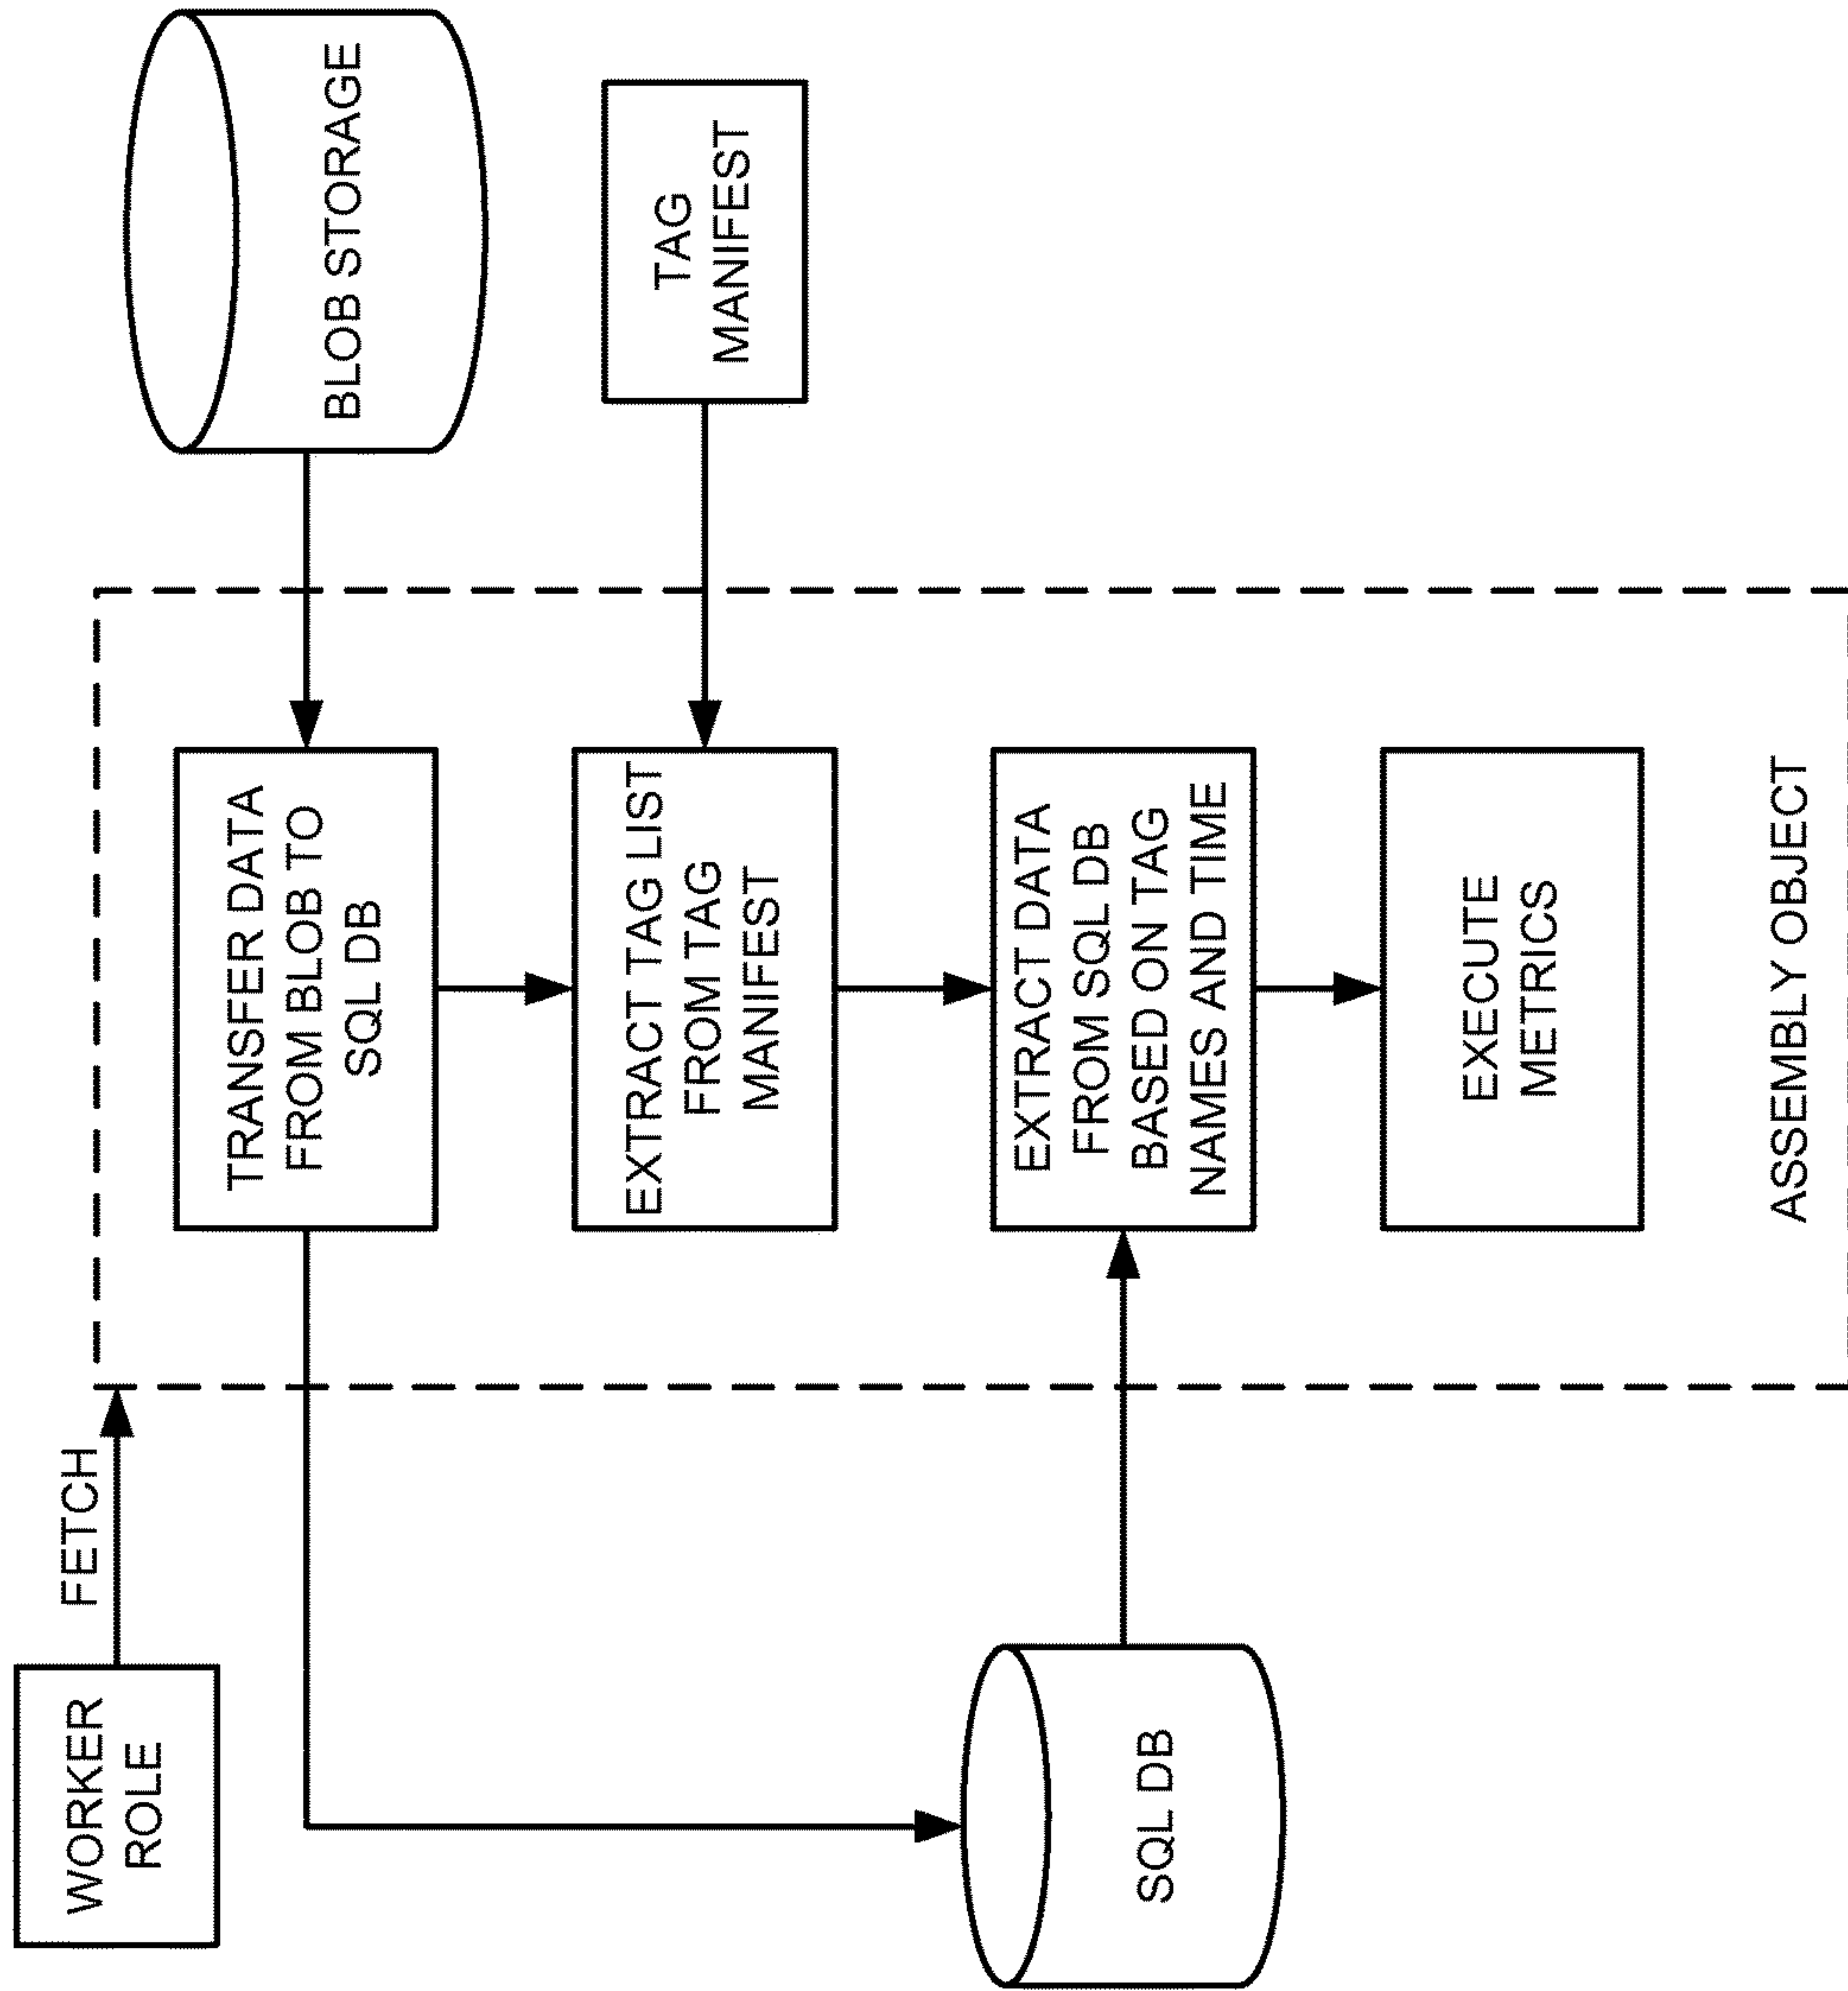 WORKER
ROLE
FETCH
TRANSFER DATA
FROM BLOB TO
SQL DB
BLOB STORAGE
EXTRACT TAG LIST
FROM TAG
MANIFEST
TAG
MANIFEST
SQL DB
EXTRACT DATA
FROM SQL DB
BASED ON TAG
NAMES AND TIME
EXECUTE
METRICS
ASSEMBLY OBJECT